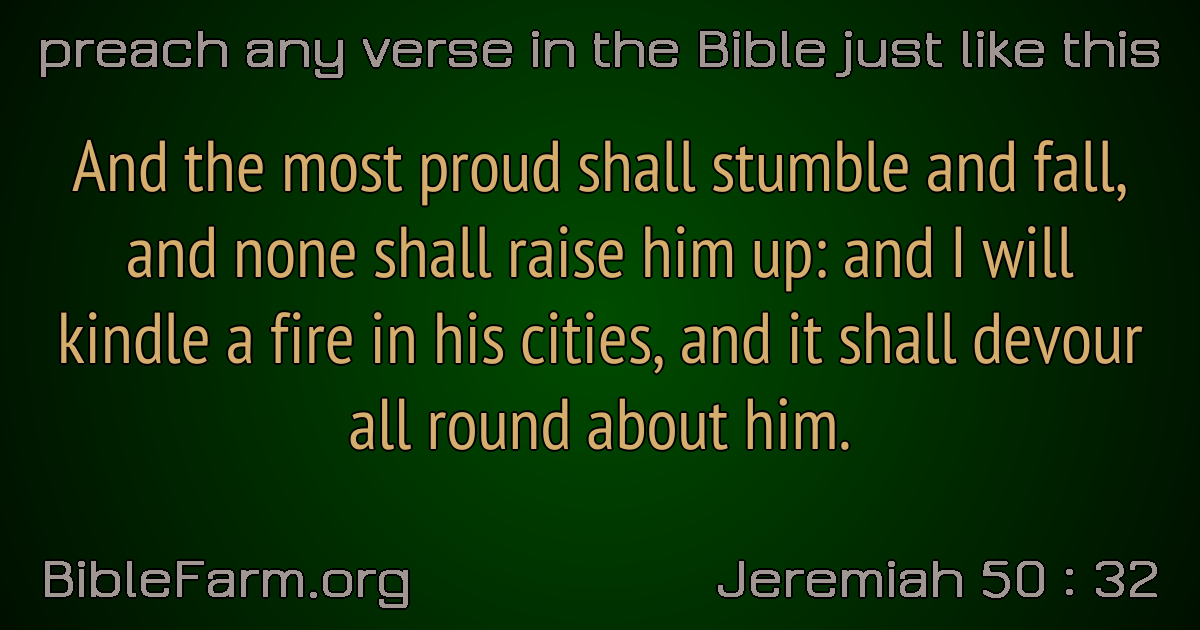 preach any verse in the Bible just like this
And the most proud shall stumble and fall,
and none shall raise him up: and I will
kindle a fire in his cities, and it shall devour
all round about him.
BibleFarm.org
Jeremiah 50 : 32